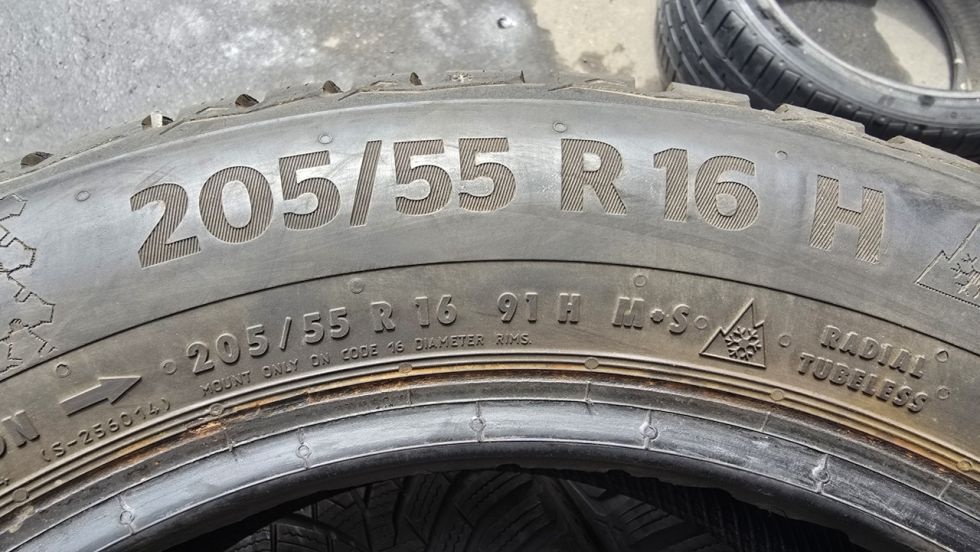 205/55 R 16 H
205/55 R 16 91 H M•S
MOUNT ONLY ON CODE 16 DIAMETER RIMS.
RADIAL
TUBELESS
(S-256014)